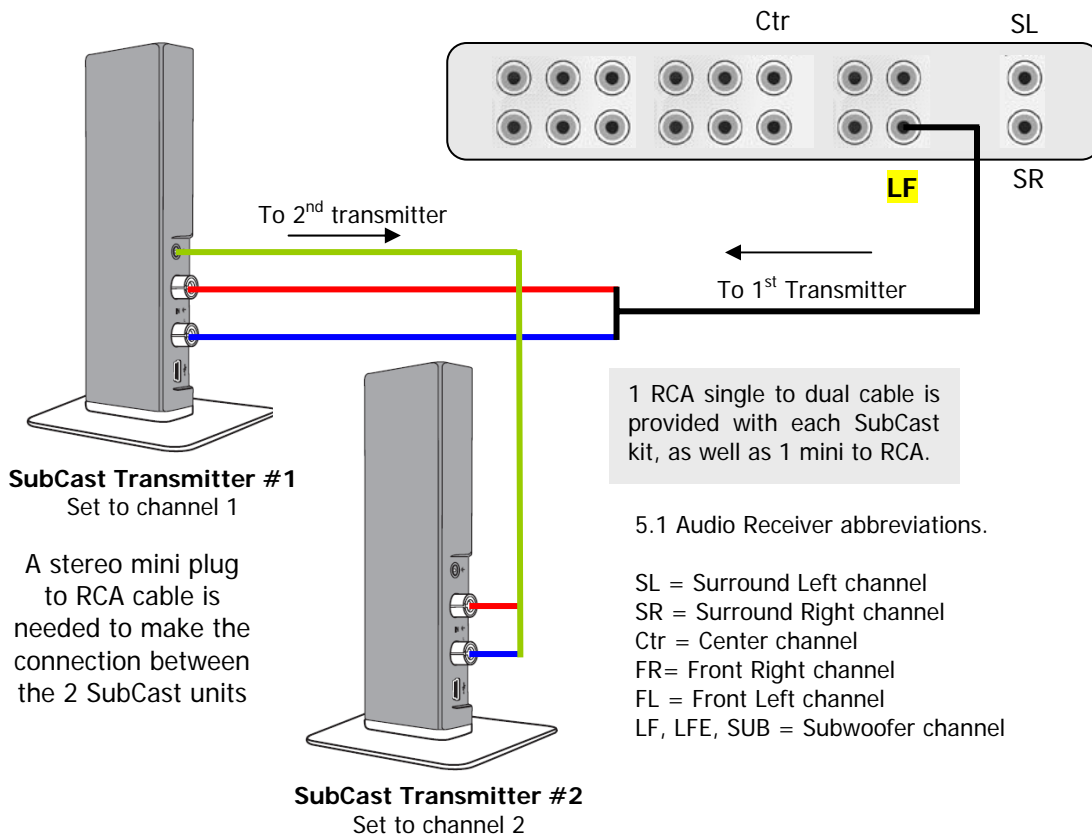 Ctr
SL
LF
SR
To 2nd transmitter
To 1st Transmitter
1 RCA single to dual cable is
provided with each SubCast
kit, as well as 1 mini to RCA.
SubCast Transmitter #1
Set to channel 1
A stereo mini plug
to RCA cable is
needed to make the
connection between
the 2 SubCast units
5.1 Audio Receiver abbreviations.
SL = Surround Left channel
SR = Surround Right channel
Ctr = Center channel
FR= Front Right channel
FL = Front Left channel
LF, LFE, SUB = Subwoofer channel
SubCast Transmitter #2
Set to channel 2